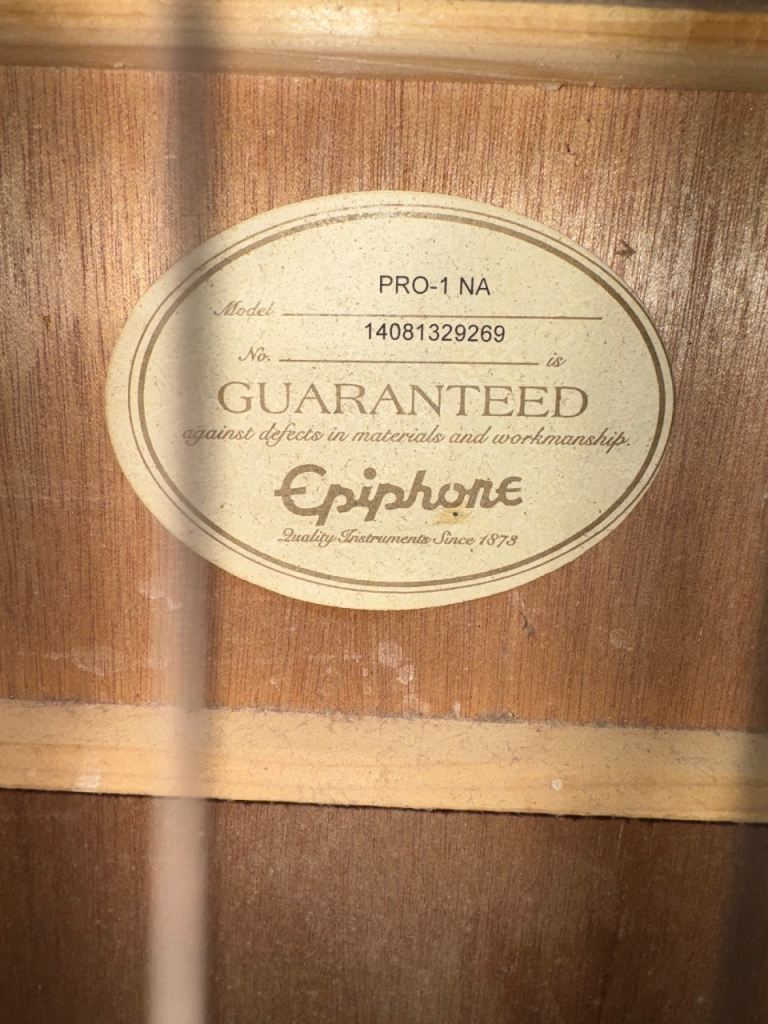 PRO-1 NA
Model
14081329269
No. is
GUARANTEED
against defects in materials and workmanship.
Epiphone
Quality Instruments Since 1873